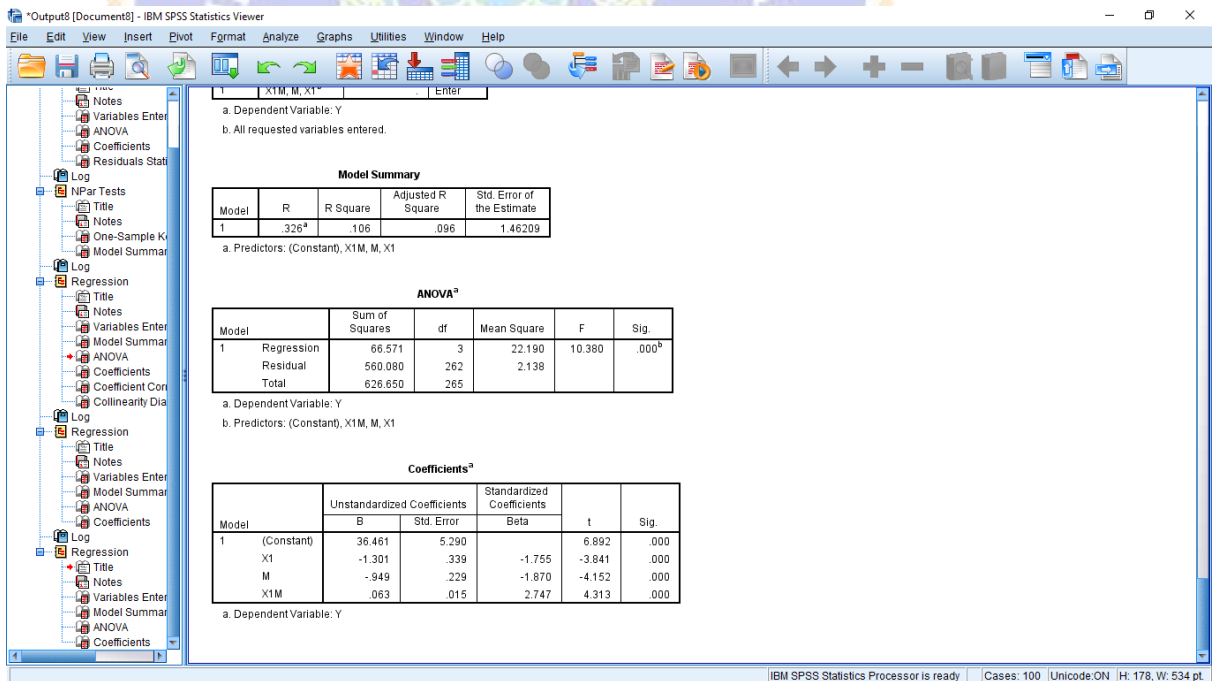 *Output8 [Document8] - IBM SPSS Statistics Viewer
File Edit View Insert Pivot Format Analyze Graphs Utilities Window Help
Notes
Variables Enter
ANOVA
Coefficients
Residuals Stati
Log
NPar Tests
Title
Notes
One-Sample K
Model Summar
Log
Regression
Title
Notes
Variables Enter
Model Summar
ANOVA
Coefficients
Coefficient Corr
Collinearity Dia
Log
Regression
Title
Notes
Variables Enter
Model Summar
ANOVA
Coefficients
Log
Regression
Title
Notes
Variables Enter
Model Summar
ANOVA
Coefficients
1 X1M, M, X1b . Enter
a. Dependent Variable: Y
b. All requested variables entered.
Model Summary
Model R R Square Adjusted R Square Std. Error of the Estimate
1 .326a .106 .096 1.46209
a. Predictors: (Constant), X1M, M, X1
ANOVAa
Model Sum of Squares df Mean Square F Sig.
1 Regression 66.571 3 22.190 10.380 .000b
Residual 560.080 262 2.138
Total 626.650 265
a. Dependent Variable: Y
b. Predictors: (Constant), X1M, M, X1
Coefficientsa
Unstandardized Coefficients Standardized Coefficients
Model B Std. Error Beta t Sig.
1 (Constant) 36.461 5.290 6.892 .000
X1 -1.301 .339 -1.755 -3.841 .000
M -.949 .229 -1.870 -4.152 .000
X1M .063 .015 2.747 4.313 .000
a. Dependent Variable: Y
IBM SPSS Statistics Processor is ready Cases: 100 Unicode:ON H: 178, W: 534 pt.